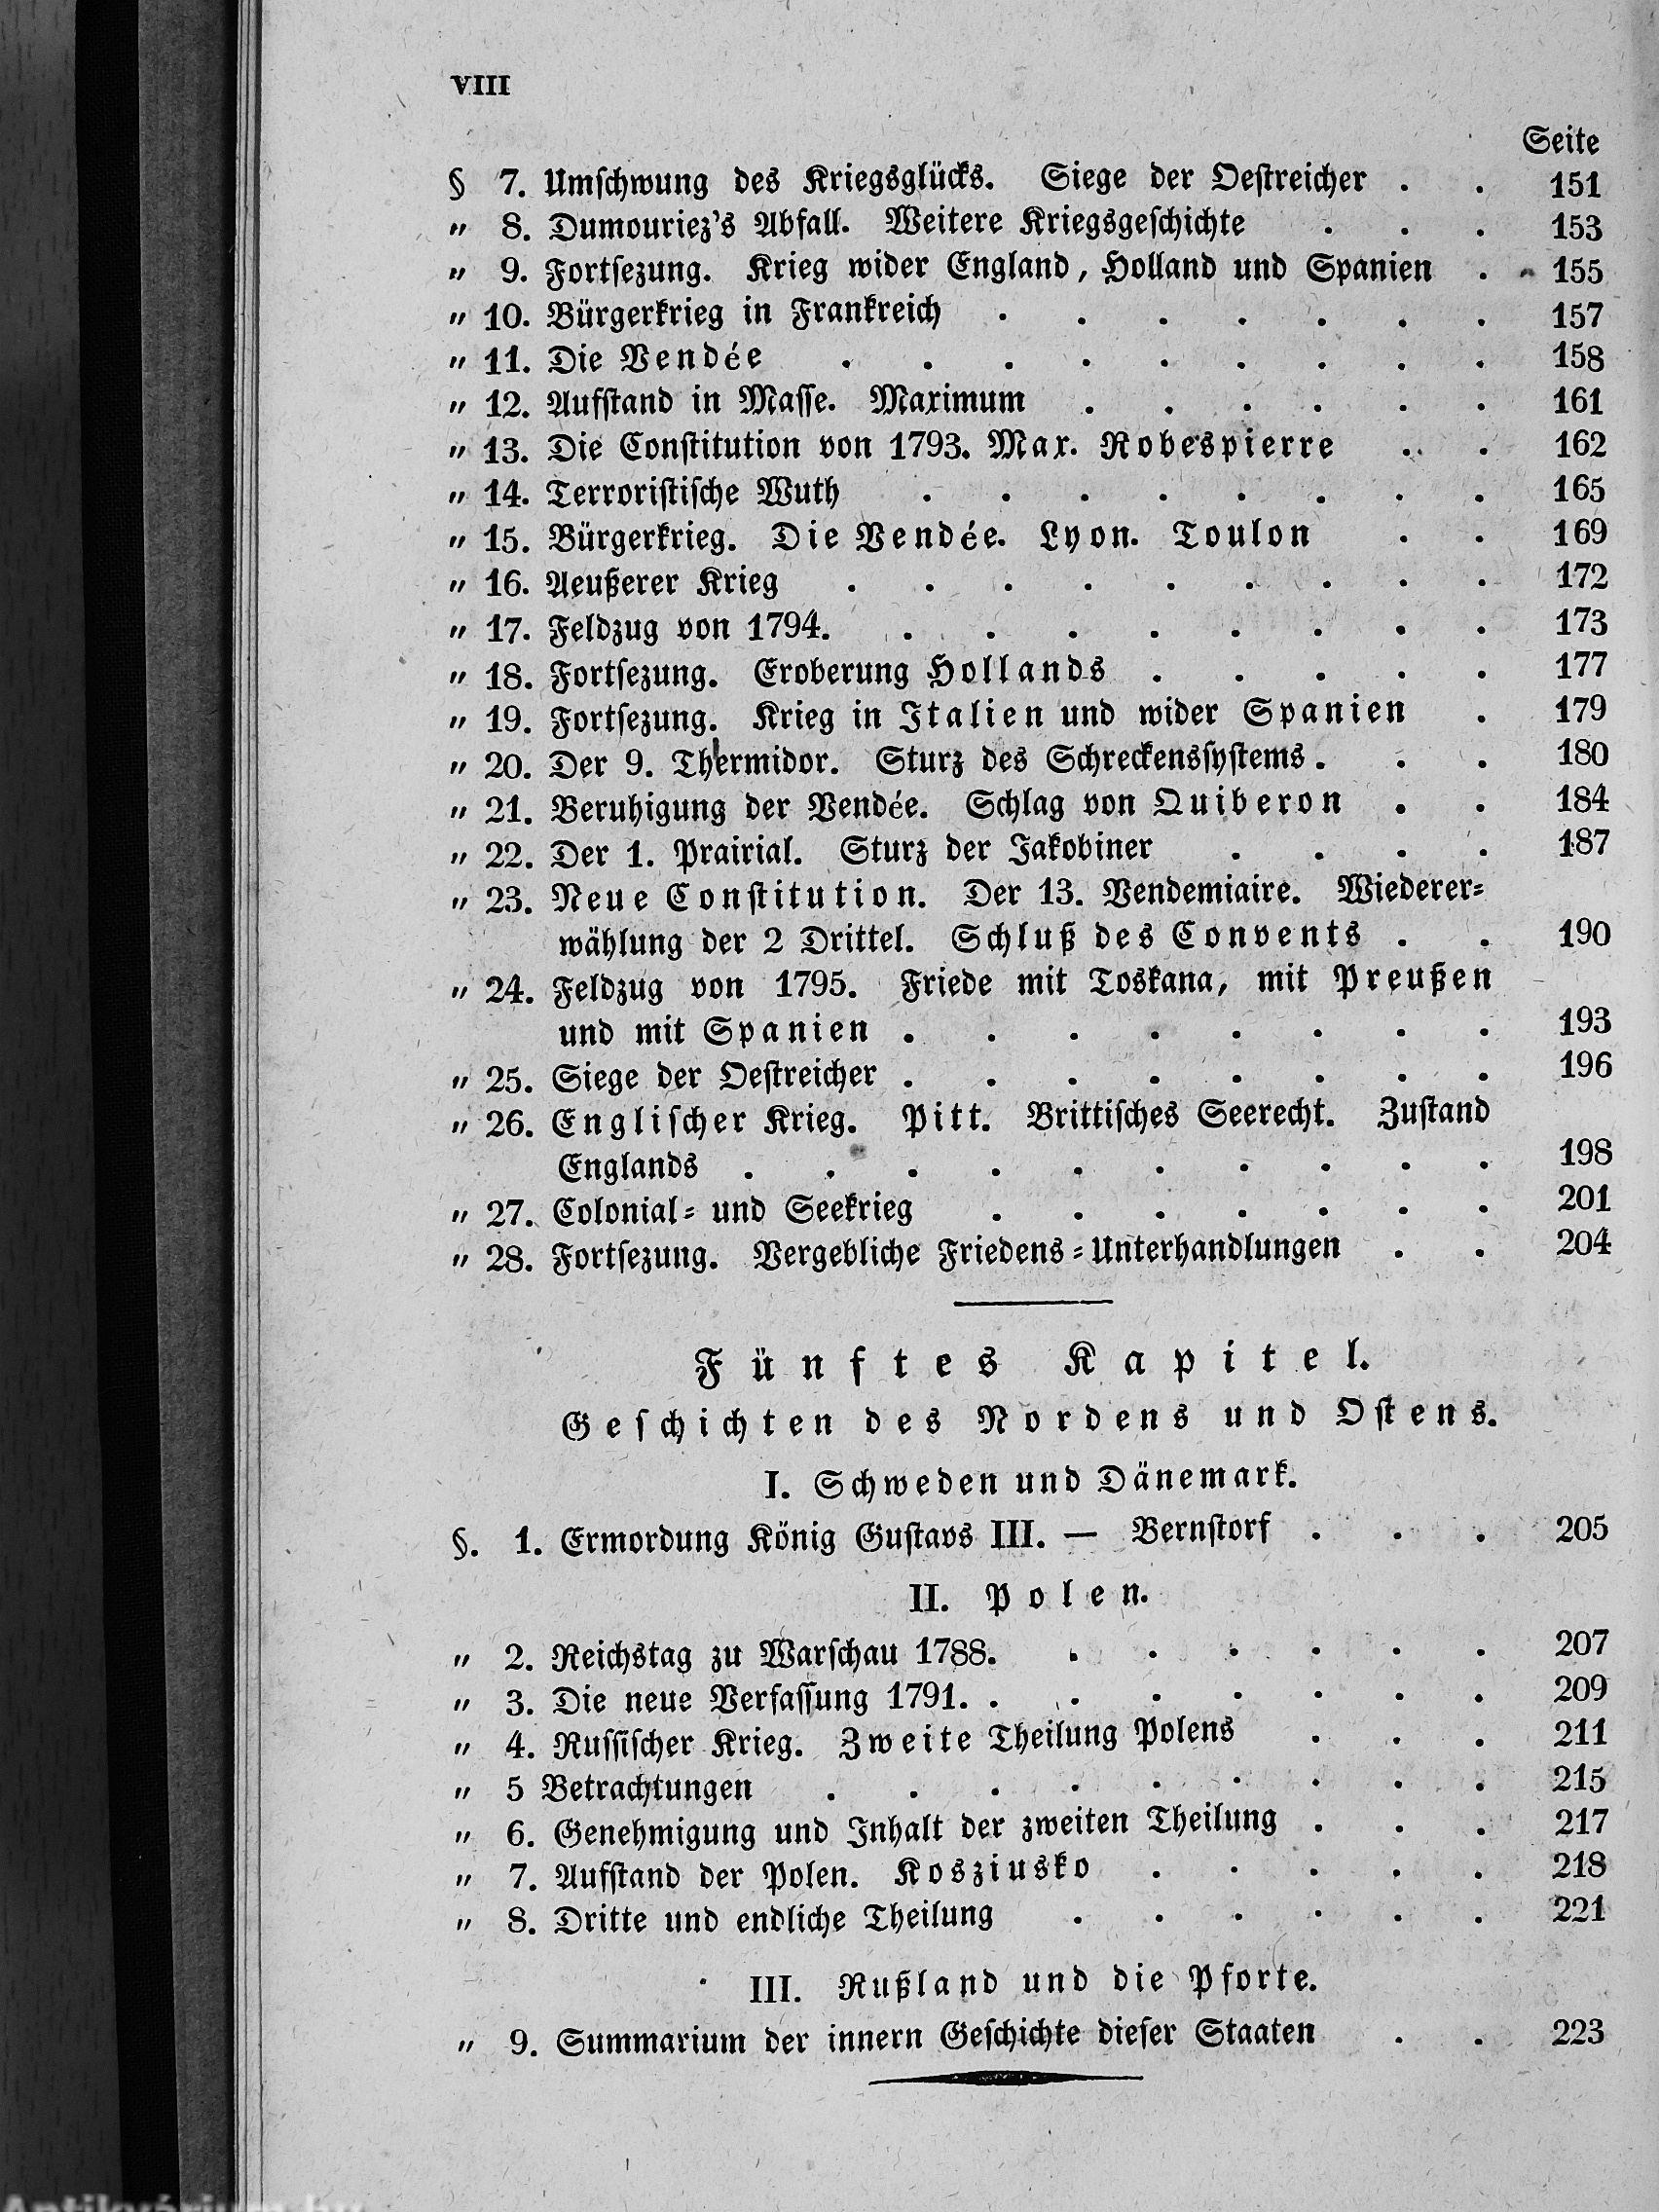 VIII
Seite
§ 7. Umschwung des Kriegsglücks. Siege der Oestreicher . . 151
„ 8. Dumouriez's Abfall. Weitere Kriegsgeschichte . . . 153
„ 9. Fortsezung. Krieg wider England, Holland und Spanien . 155
„ 10. Bürgerkrieg in Frankreich . . . . . . . 157
„ 11. Die Vendée . . . . . . . . . 158
„ 12. Aufstand in Masse. Maximum . . . . . . 161
„ 13. Die Constitution von 1793. Max. Robespierre . . 162
„ 14. Terroristische Wuth . . . . . . . . 165
„ 15. Bürgerkrieg. Die Vendée. Lyon. Toulon . . 169
„ 16. Aeußerer Krieg . . . . . . . . . 172
„ 17. Feldzug von 1794. . . . . . . . . 173
„ 18. Fortsezung. Eroberung Hollands . . . . . 177
„ 19. Fortsezung. Krieg in Italien und wider Spanien . 179
„ 20. Der 9. Thermidor. Sturz des Schreckenssystems . . . 180
„ 21. Beruhigung der Vendée. Schlag von Quiberon . . 184
„ 22. Der 1. Prairial. Sturz der Jakobiner . . . . 187
„ 23. Neue Constitution. Der 13. Vendemiaire. Wiederer-
wählung der 2 Drittel. Schluß des Convents . . 190
„ 24. Feldzug von 1795. Friede mit Toskana, mit Preußen
und mit Spanien . . . . . . . . 193
„ 25. Siege der Oestreicher . . . . . . . . 196
„ 26. Englischer Krieg. Pitt. Brittisches Seerecht. Zustand
Englands . . . . . . . . . . 198
„ 27. Colonial- und Seekrieg . . . . . . . 201
„ 28. Fortsezung. Vergebliche Friedens-Unterhandlungen . . 204
Fünftes Kapitel.
Geschichten des Nordens und Ostens.
I. Schweden und Dänemark.
§. 1. Ermordung König Gustavs III. — Bernstorf . . . 205
II. Polen.
„ 2. Reichstag zu Warschau 1788. . . . . . . 207
„ 3. Die neue Verfassung 1791. . . . . . . . 209
„ 4. Russischer Krieg. Zweite Theilung Polens . . . 211
„ 5 Betrachtungen . . . . . . . . . 215
„ 6. Genehmigung und Inhalt der zweiten Theilung . . . 217
„ 7. Aufstand der Polen. Kosziusko . . . . . 218
„ 8. Dritte und endliche Theilung . . . . . . 221
III. Rußland und die Pforte.
„ 9. Summarium der innern Geschichte dieser Staaten . . 223